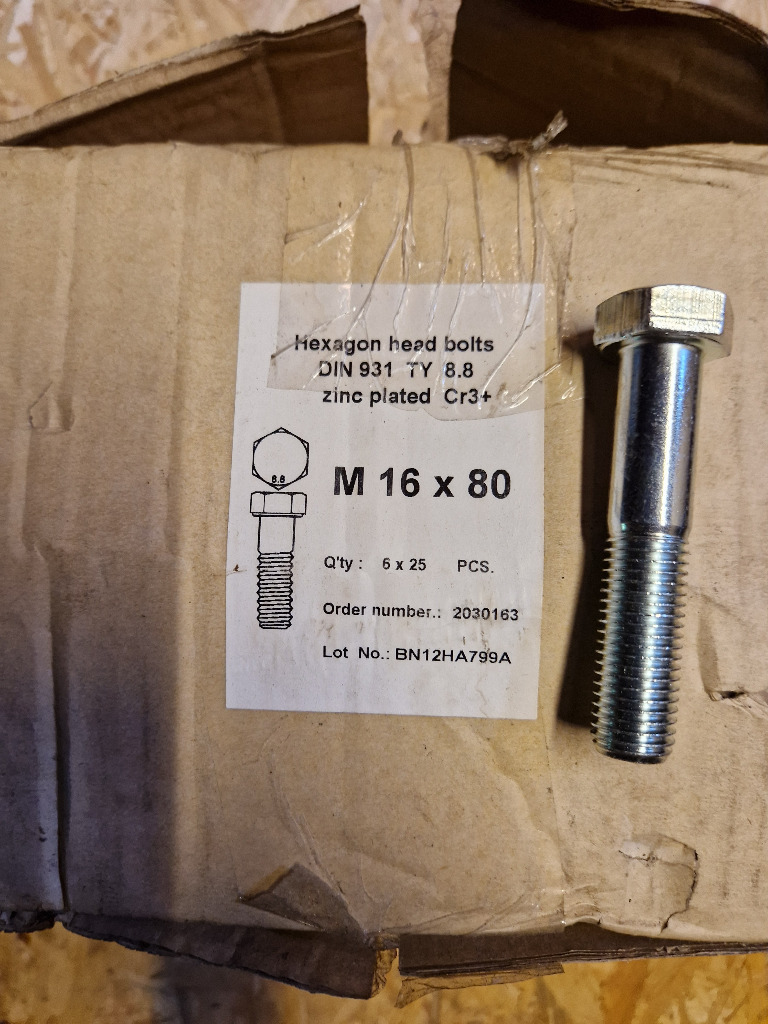 Hexagon head bolts
DIN 931 TY 8.8
zinc plated Cr3+
8.8
M 16 x 80
Q'ty : 6 x 25 PCS.
Order number.: 2030163
Lot No.: BN12HA799A